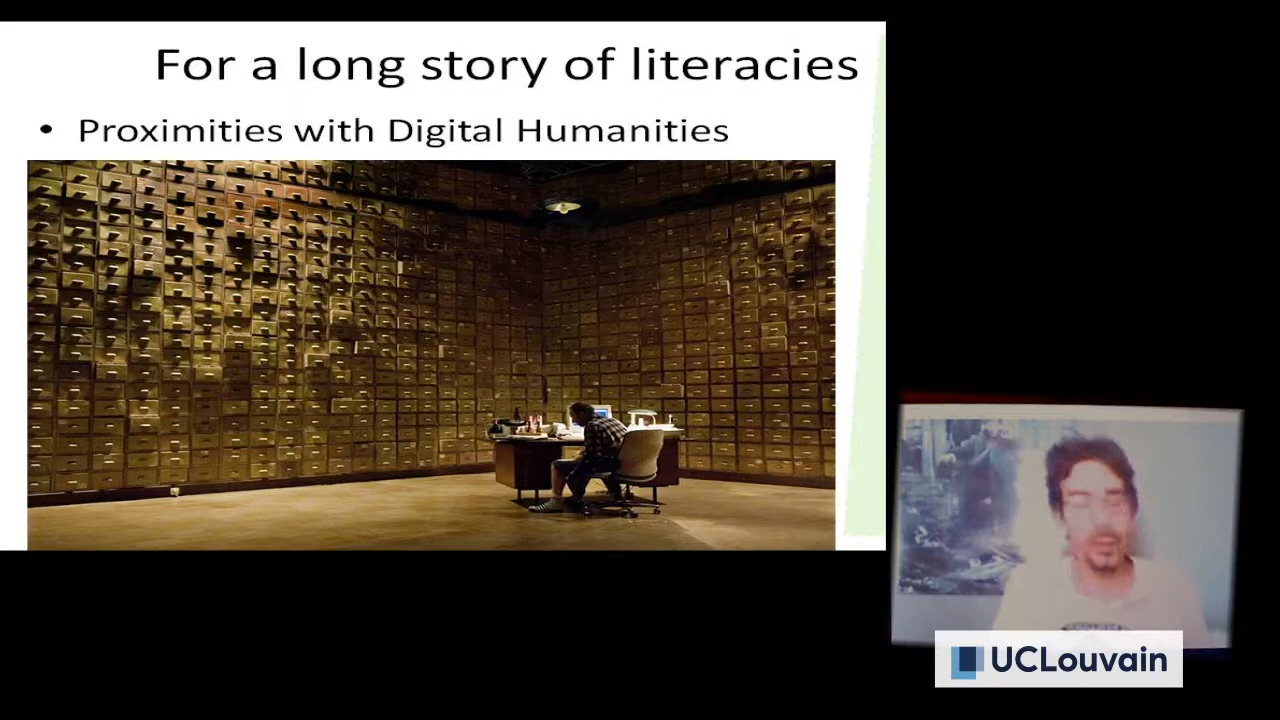 For a long story of literacies
• Proximities with Digital Humanities
UCLouvain